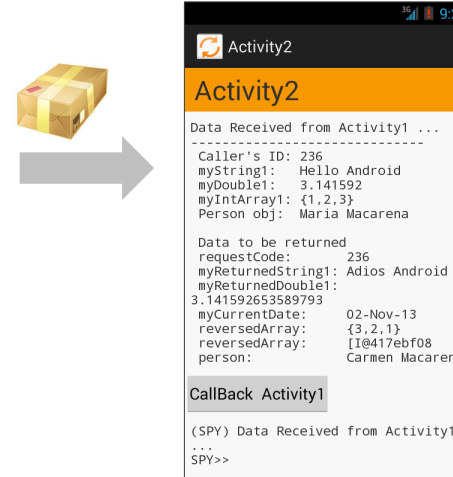 3G 9:
Activity2
Activity2
Data Received from Activity1 ...
-----------------------------
Caller's ID: 236
myString1: Hello Android
myDouble1: 3.141592
myIntArray1: {1,2,3}
Person obj: Maria Macarena
Data to be returned
requestCode: 236
myReturnedString1: Adios Android
myReturnedDouble1:
3.141592653589793
myCurrentDate: 02-Nov-13
reversedArray: {3,2,1}
reversedArray: [I@417ebf08
person: Carmen Macaren
CallBack Activity1
(SPY) Data Received from Activity1
...
SPY>>